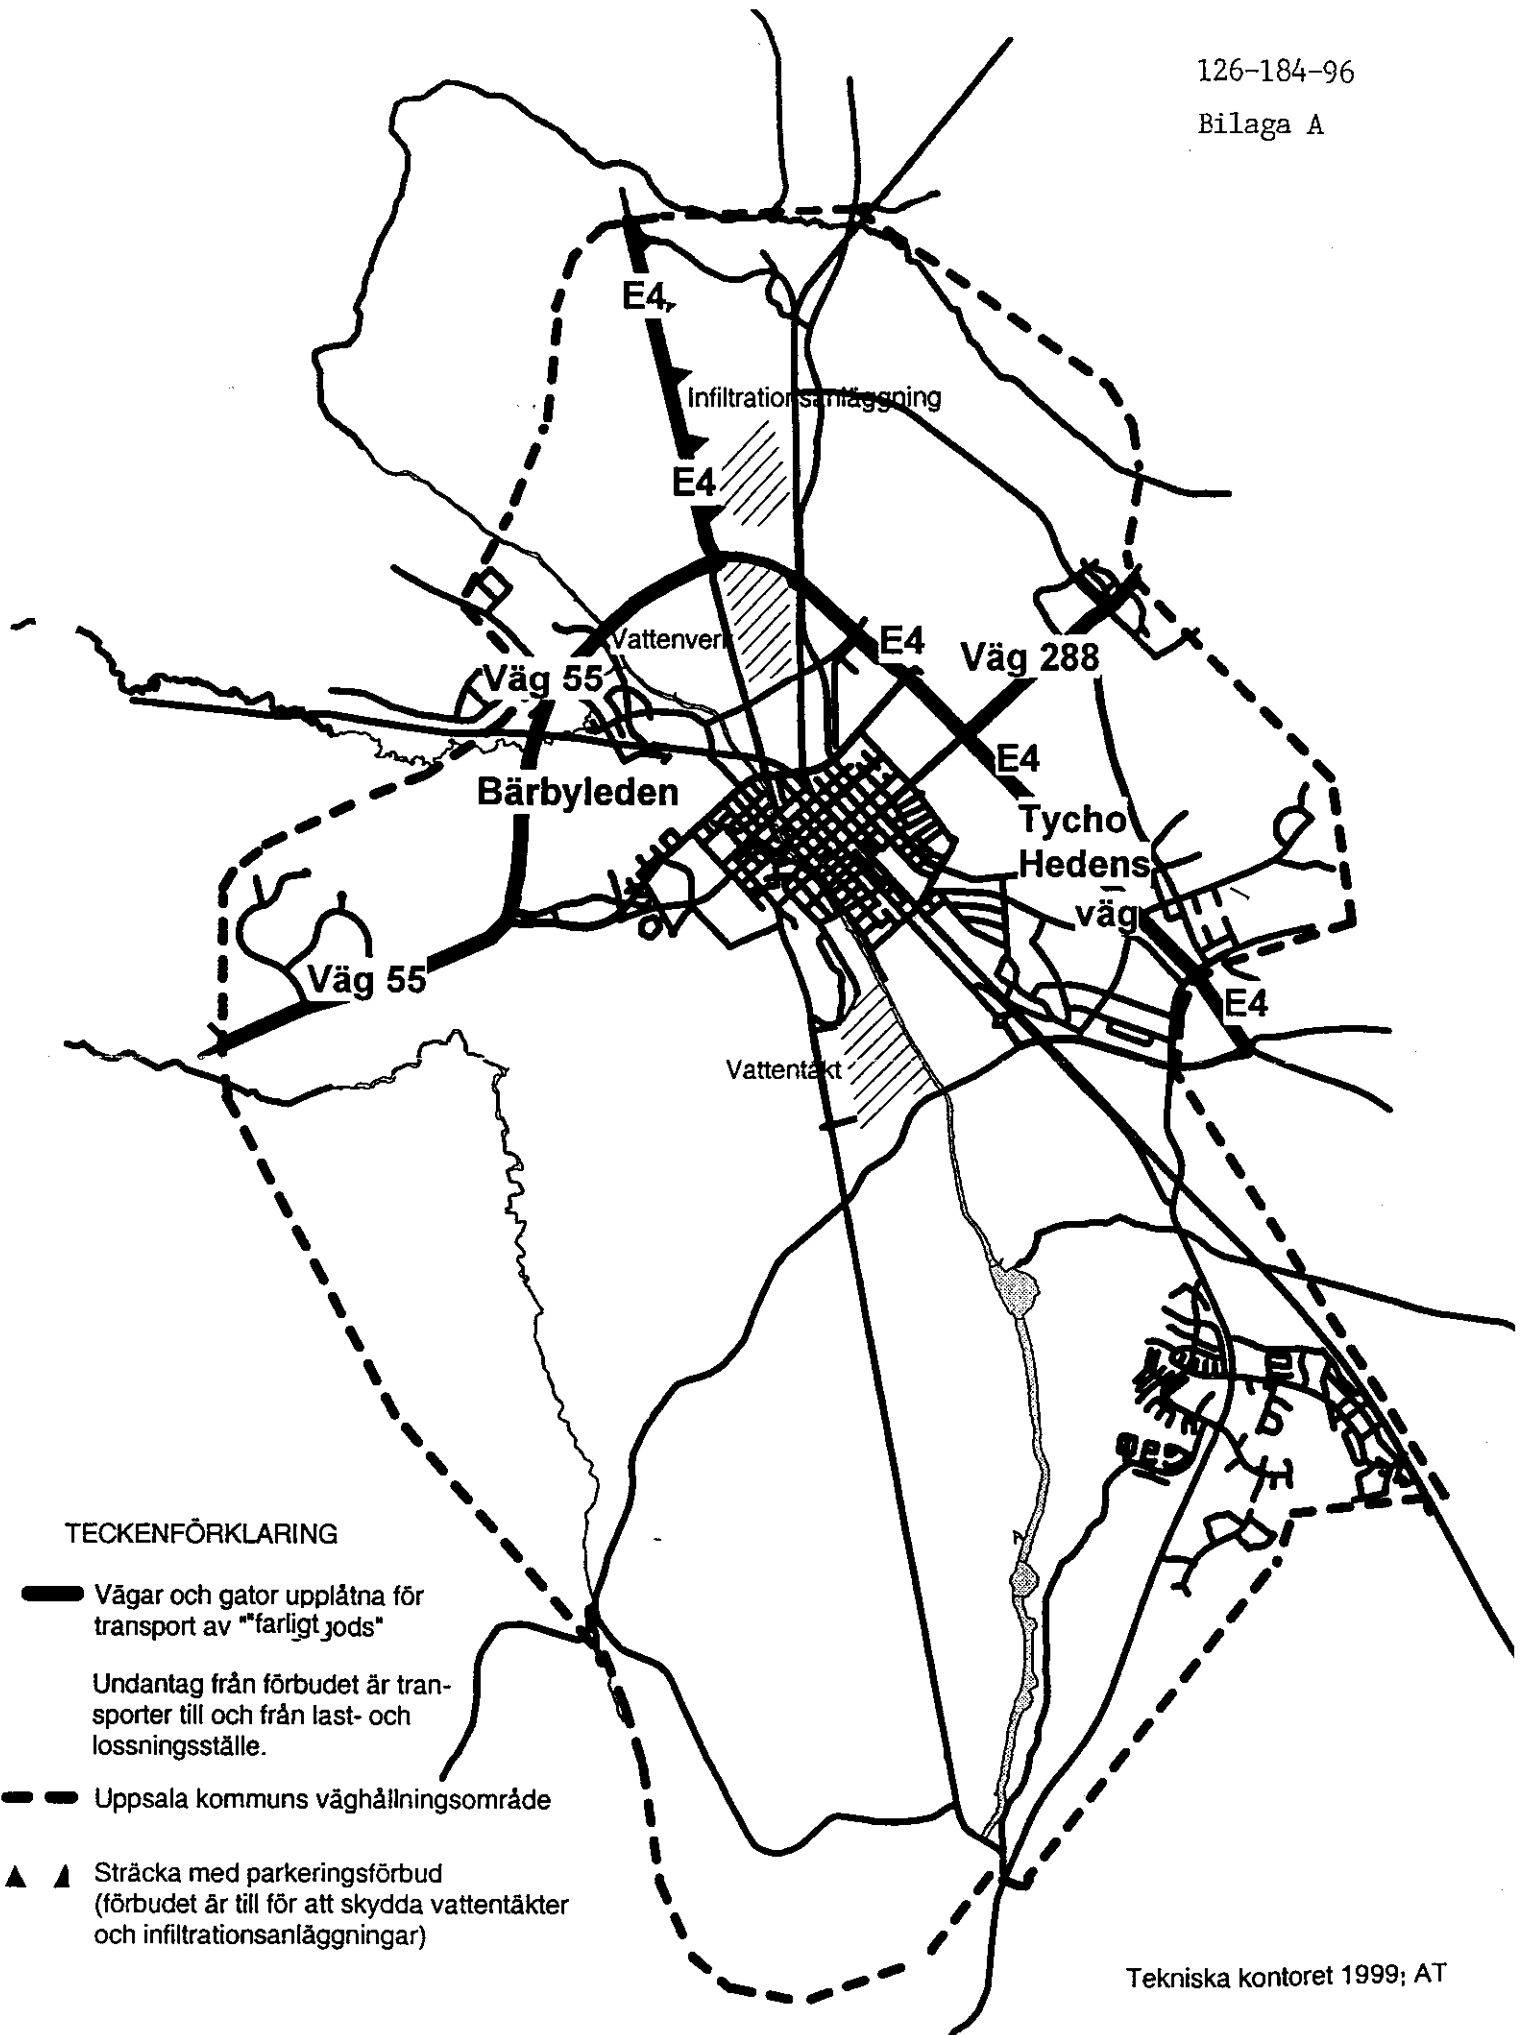 126-184-96
Bilaga A
E4
Infiltrationsanläggning
E4
E4
Väg 288
Vattenverk
Väg 55
E4
Bärbyleden
Tycho
Hedens
väg
Väg 55
E4
Vattentäkt
TECKENFÖRKLARING
Vägar och gator upplåtna för
transport av ""farligt gods"
Undantag från förbudet är tran-
sporter till och från last- och
lossningsställe.
Uppsala kommuns väghållningsområde
Sträcka med parkeringsförbud
(förbudet är till för att skydda vattentäkter
och infiltrationsanläggningar)
Tekniska kontoret 1999; AT